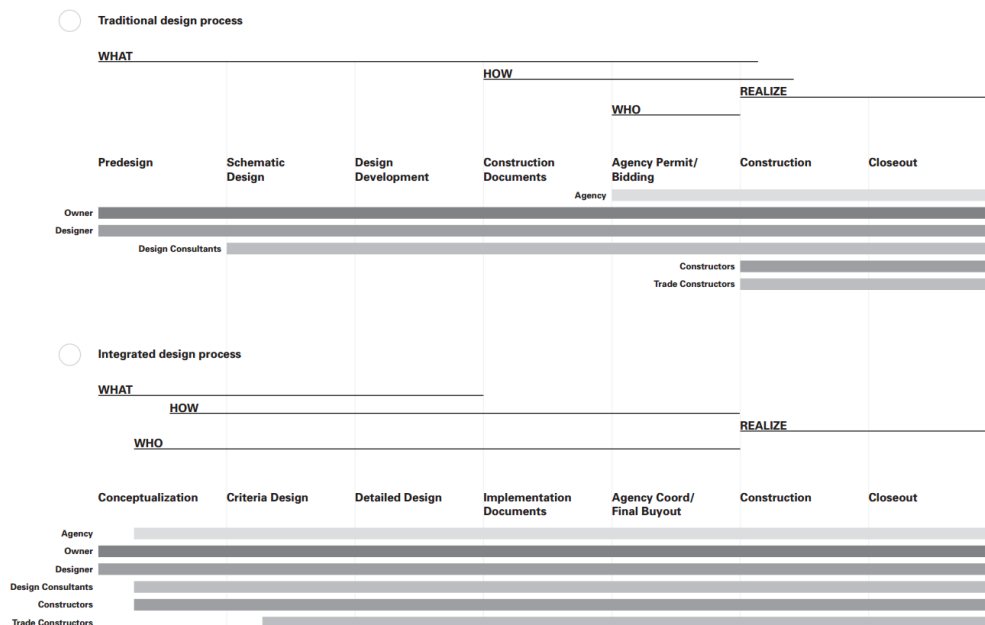 Traditional design process
WHAT
HOW
REALIZE
WHO
Predesign
Schematic
Design
Design
Development
Construction
Documents
Agency Permit/
Bidding
Construction
Closeout
Agency
Owner
Designer
Design Consultants
Constructors
Trade Constructors
Integrated design process
WHAT
HOW
REALIZE
WHO
Conceptualization
Criteria Design
Detailed Design
Implementation
Documents
Agency Coord/
Final Buyout
Construction
Closeout
Agency
Owner
Designer
Design Consultants
Constructors
Trade Constructors